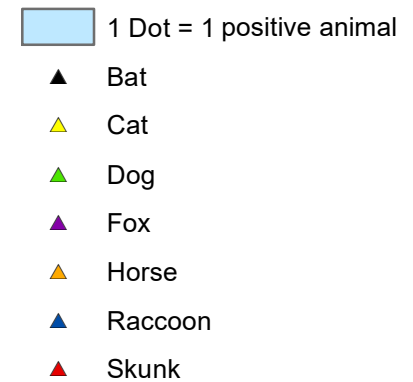 1 Dot = 1 positive animal
Bat
Cat
Dog
Fox
Horse
Raccoon
Skunk